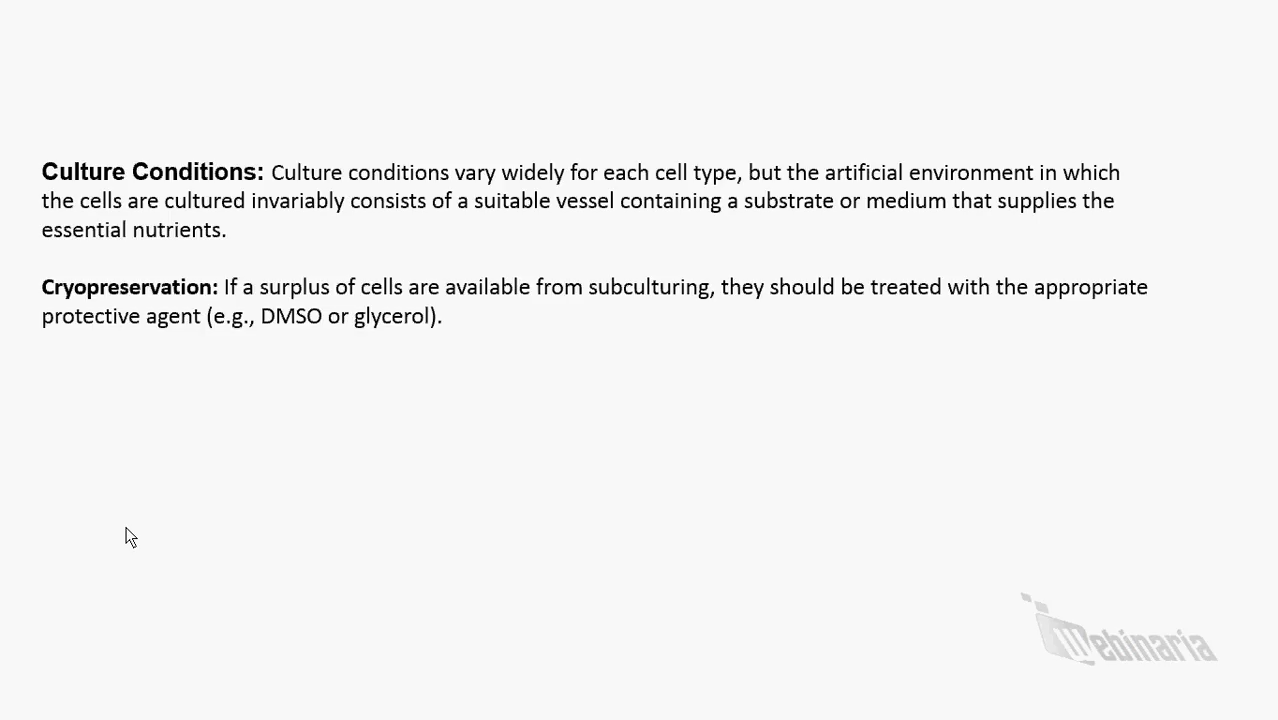 Culture Conditions: Culture conditions vary widely for each cell type, but the artificial environment in which
the cells are cultured invariably consists of a suitable vessel containing a substrate or medium that supplies the
essential nutrients.
Cryopreservation: If a surplus of cells are available from subculturing, they should be treated with the appropriate
protective agent (e.g., DMSO or glycerol).
Webinaria